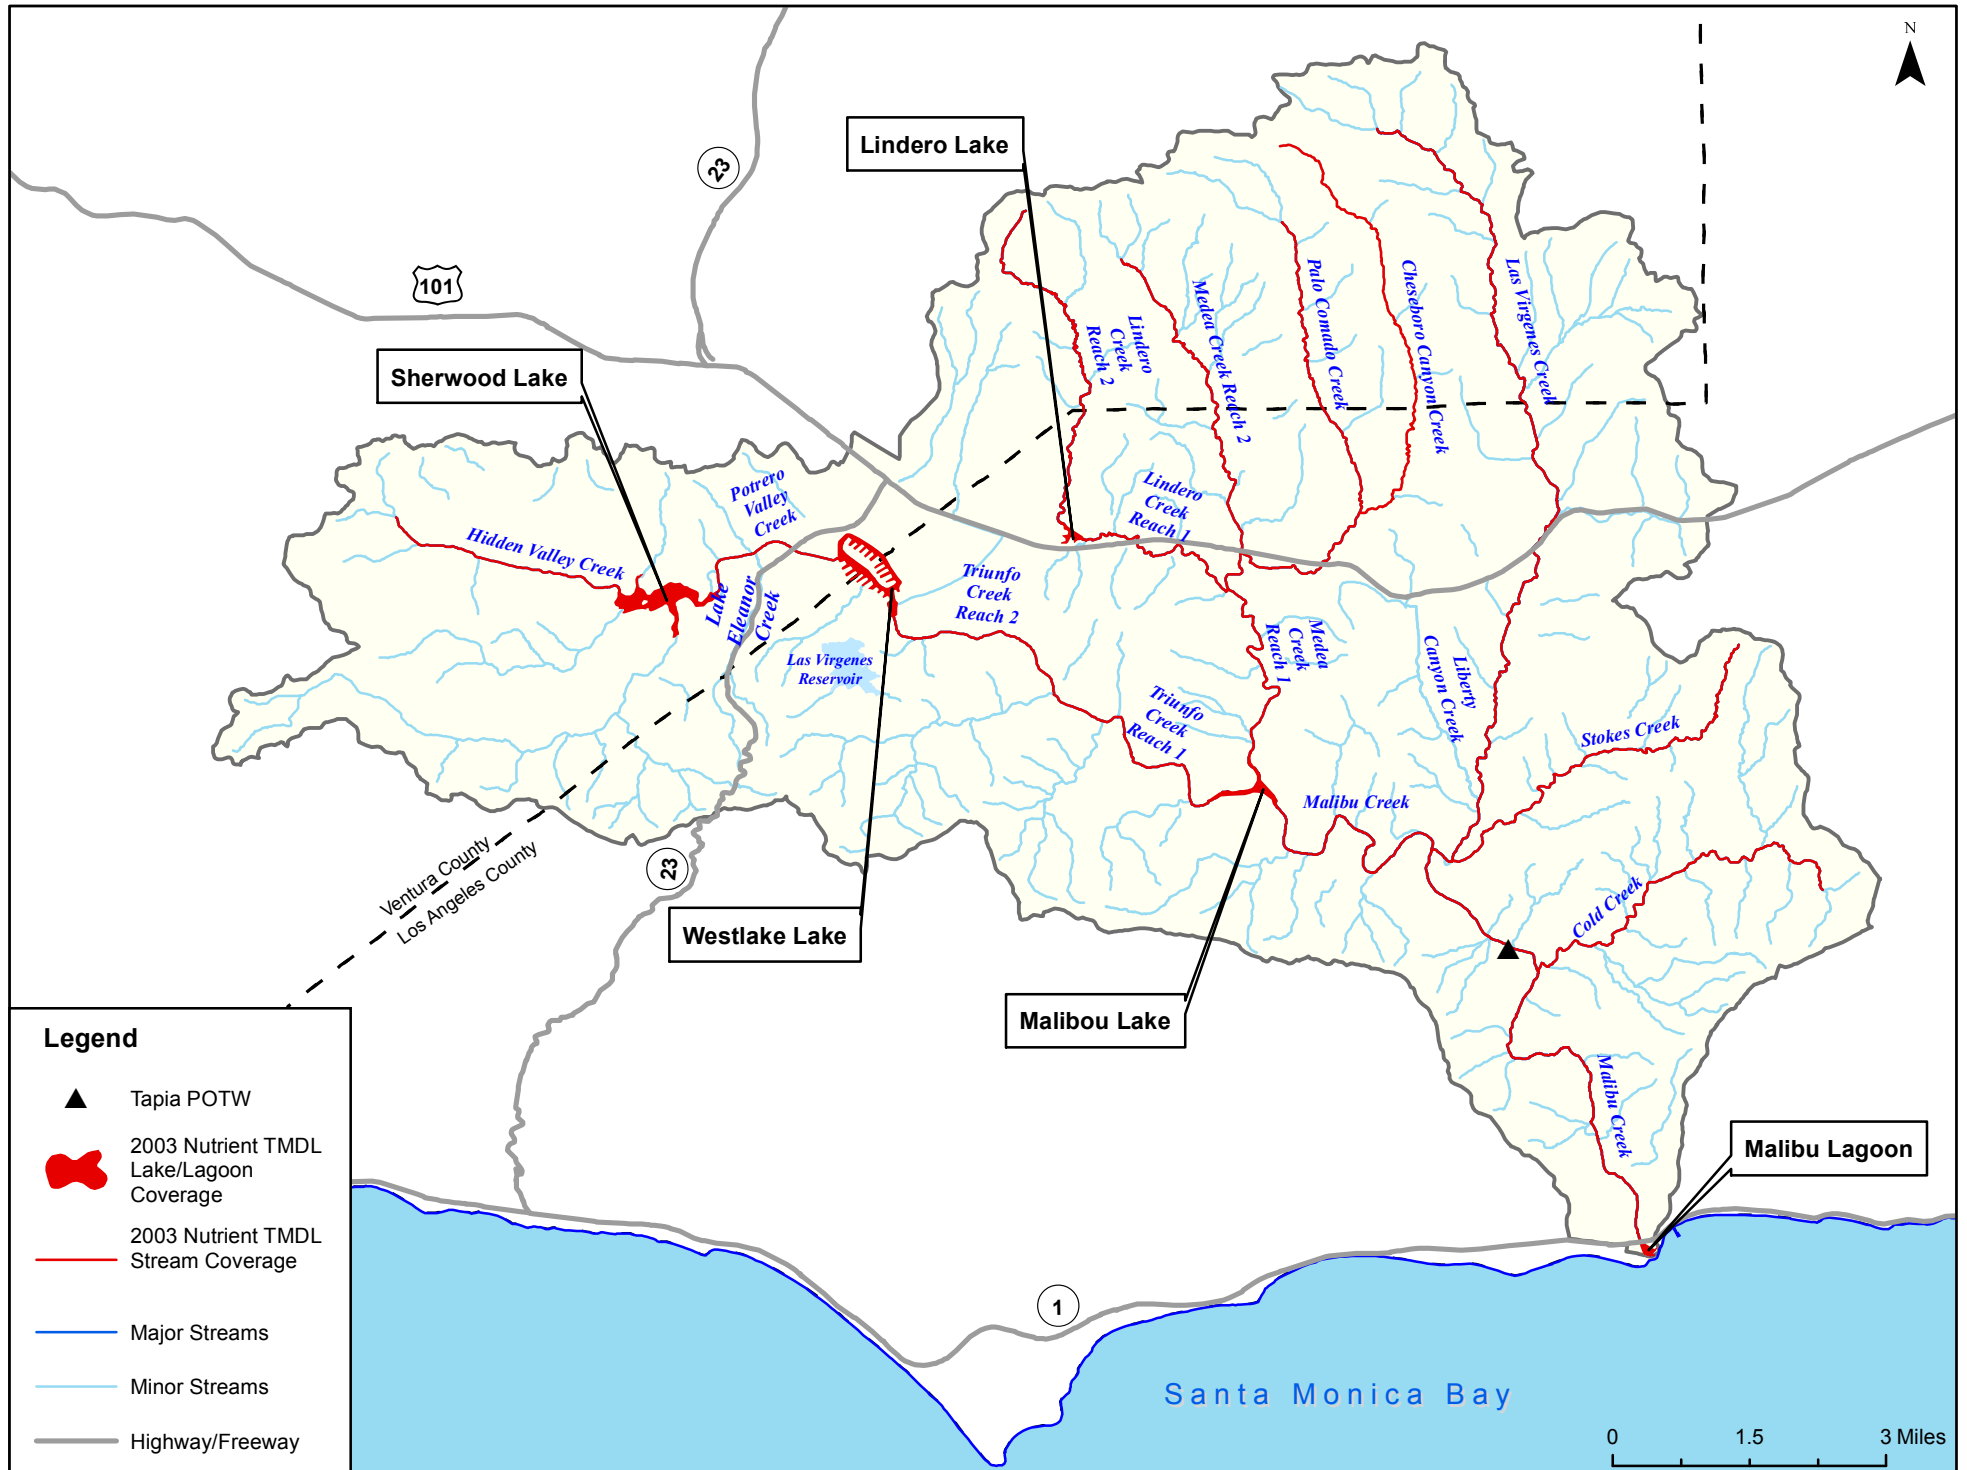 N
Lindero Lake
23
101
Sherwood Lake
Lindero
Creek
Reach 2
Medea Creek Reach 2
Palo Comado Creek
Cheseboro Canyon Creek
Las Virgenes Creek
Potrero
Valley
Creek
Hidden Valley Creek
Lindero
Creek
Reach 1
Lake
Eleanor
Creek
Triunfo
Creek
Reach 2
Las Virgenes
Reservoir
Medea
Creek
Reach 1
Liberty
Canyon Creek
Triunfo
Creek
Reach 1
Stokes Creek
Malibu Creek
Ventura County
Los Angeles County
23
Cold Creek
Westlake Lake
Malibou Lake
Malibu Creek
Malibu Lagoon
Legend
Tapia POTW
2003 Nutrient TMDL
Lake/Lagoon
Coverage
2003 Nutrient TMDL
Stream Coverage
Major Streams
Minor Streams
Highway/Freeway
1
Santa Monica Bay
0 1.5 3 Miles